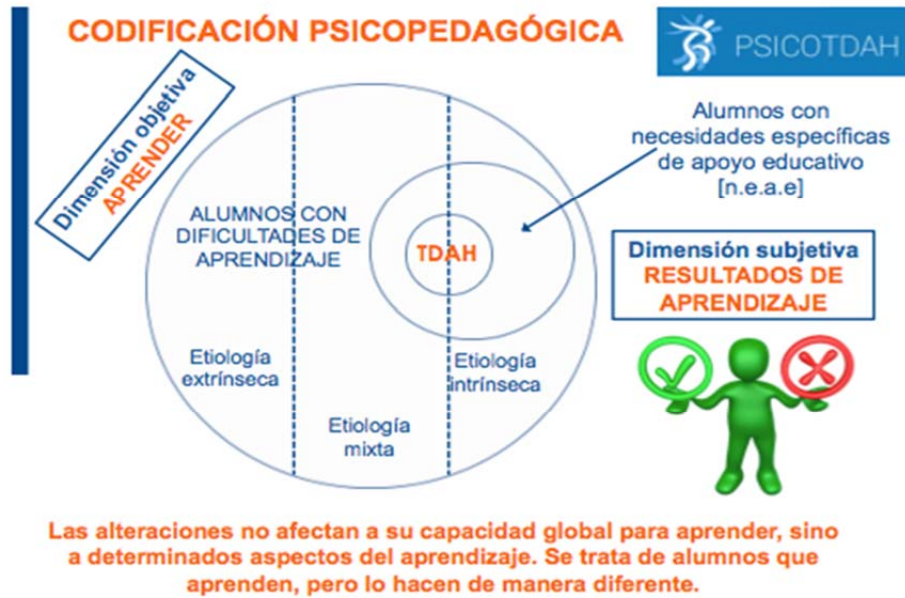 CODIFICACIÓN PSICOPEDAGÓGICA
PSICOTDAH
Dimensión objetiva
APRENDER
Alumnos con
necesidades específicas
de apoyo educativo
[n.e.a.e]
ALUMNOS CON
DIFICULTADES DE
APRENDIZAJE
TDAH
Dimensión subjetiva
RESULTADOS DE
APRENDIZAJE
Etiología
extrínseca
Etiología
mixta
Etiología
intrínseca
Las alteraciones no afectan a su capacidad global para aprender, sino
a determinados aspectos del aprendizaje. Se trata de alumnos que
aprenden, pero lo hacen de manera diferente.